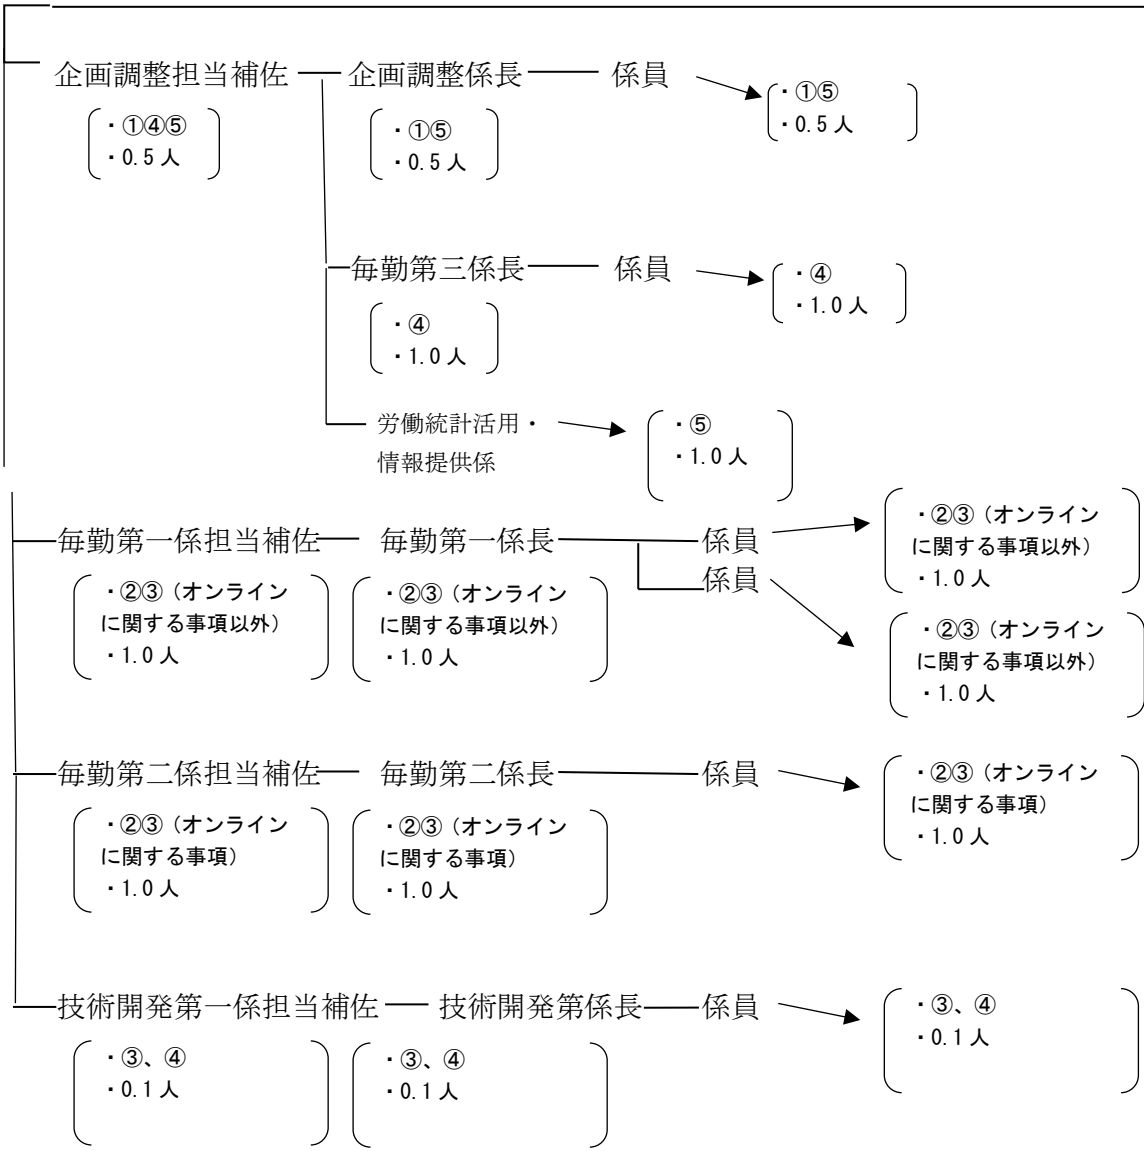 企画調整担当補佐 企画調整係長 係員
・①④⑤
・0.5人
・①⑤
・0.5人
・①⑤
・0.5人
毎勤第三係長 係員
・④
・1.0人
・④
・1.0人
労働統計活用・
情報提供係
・⑤
・1.0人
毎勤第一係担当補佐 毎勤第一係長 係員
係員
・②③（オンライン
に関する事項以外）
・1.0人
・②③（オンライン
に関する事項以外）
・1.0人
・②③（オンライン
に関する事項以外）
・1.0人
・②③（オンライン
に関する事項以外）
・1.0人
毎勤第二係担当補佐 毎勤第二係長 係員
・②③（オンライン
に関する事項）
・1.0人
・②③（オンライン
に関する事項）
・1.0人
・②③（オンライン
に関する事項）
・1.0人
技術開発第一係担当補佐 技術開発第係長 係員
・③、④
・0.1人
・③、④
・0.1人
・③、④
・0.1人